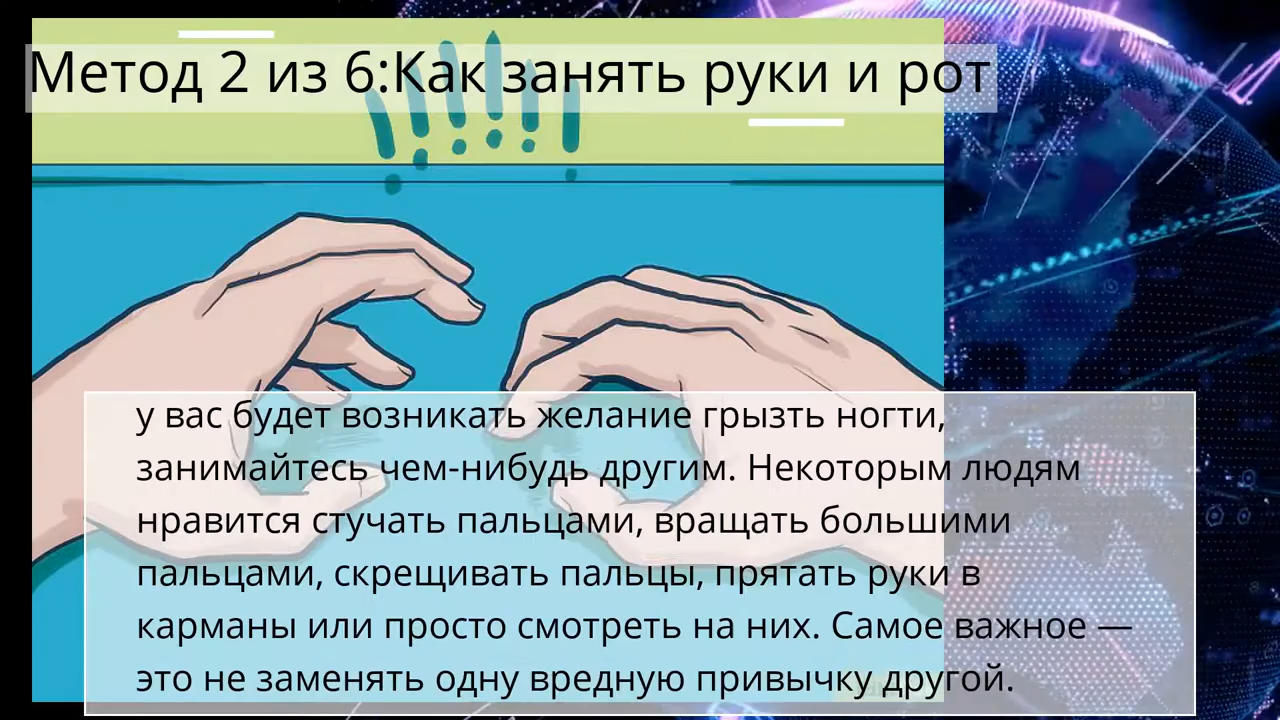 Метод 2 из 6:Как занять руки и рот
у вас будет возникать желание грызть ногти,
занимайтесь чем-нибудь другим. Некоторым людям
нравится стучать пальцами, вращать большими
пальцами, скрещивать пальцы, прятать руки в
карманы или просто смотреть на них. Самое важное —
это не заменять одну вредную привычку другой.